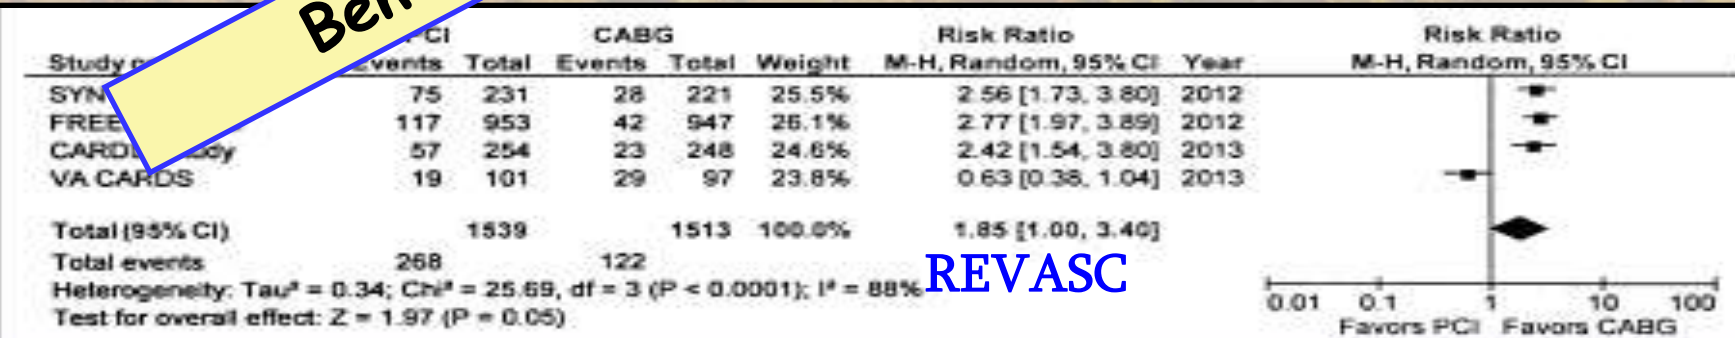 CABG Risk Ratio Risk Ratio
Events Total Events Total Weight M-H, Random, 95% CI Year M-H, Random, 95% CI
75 231 28 221 25.5% 2.56 [1.73, 3.80] 2012
117 953 42 947 26.1% 2.77 [1.97, 3.89] 2012
57 254 23 248 24.6% 2.42 [1.54, 3.80] 2013
VA CARDS 19 101 29 97 23.8% 0.63 [0.38, 1.04] 2013
Total (95% CI) 1539 1513 100.0% 1.85 [1.00, 3.40]
Total events 268 122
REVASC
Heterogeneity: Tau² = 0.34; Chi² = 25.69, df = 3 (P < 0.0001); I² = 88%
Test for overall effect: Z = 1.97 (P = 0.05)
0.01 0.1 1 10 100
Favors PCI Favors CABG